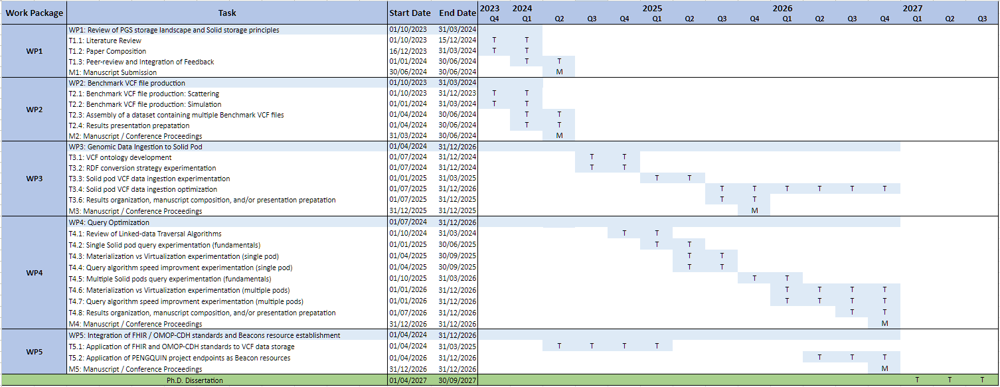 Work Package Task Start Date End Date 2023 2024 2025 2026 2027
Q4 Q1 Q2 Q3 Q4 Q1 Q2 Q3 Q4 Q1 Q2 Q3 Q4 Q1 Q2 Q3
WP1: Review of PGS storage landscape and Solid storage principles 01/10/2023 31/03/2024
T1.1: Literature Review 01/10/2023 15/12/2024 T T
WP1 T1.2: Paper Composition 16/12/2023 31/03/2024 T T
T1.3: Peer-review and Integration of Feedback 01/01/2024 30/06/2024 T T
M1: Manuscript Submission 30/06/2024 30/06/2024 M
WP2: Benchmark VCF file production 01/10/2023 31/03/2024
T2.1: Benchmark VCF file production: Scattering 01/10/2023 31/12/2023 T T
T2.2: Benchmark VCF file production: Simulation 01/01/2024 31/03/2024 T T
WP2 T2.3: Assembly of a dataset containing multiple Benchmark VCF files 01/04/2024 30/06/2024 T T
T2.4: Results presentation prepatation 01/04/2024 30/06/2024 T T
M2: Manuscript / Conference Proceedings 31/03/2024 30/06/2024 M
WP3: Genomic Data Ingestion to Solid Pod 01/04/2024 31/12/2026
T3.1: VCF ontology development 01/07/2024 31/12/2024 T T
T3.2: RDF conversion strategy experimentation 01/07/2024 31/12/2024 T T
WP3 T3.3: Solid pod VCF data ingestion experimentation 01/01/2025 31/03/2025 T T
T3.4: Solid pod VCF data ingestion optimization 01/07/2025 31/12/2026 T T T T T T
T3.6: Results organization, manuscript composition, and/or presentation prepatation 01/07/2025 31/12/2025 T T
M3: Manuscript / Conference Proceedings 31/12/2025 31/12/2025 M
WP4: Query Optimization 01/07/2024 31/12/2026
T4.1: Review of Linked-data Traversal Algorithms 01/10/2024 31/03/2024 T T
T4.2: Single Solid pod query experimentation (fundamentals) 01/01/2025 30/06/2025 T T
T4.3: Materialization vs Virtualization experimentation (single pod) 01/04/2025 30/09/2025 T T
WP4 T4.4: Query algorithm speed improvment experimentation (single pod) 01/04/2025 30/09/2025 T T
T4.5: Multiple Solid pods query experimentation (fundamentals) 01/10/2025 31/03/2026 T T
T4.6: Materialization vs Virtualization experimentation (multiple pods) 01/01/2026 31/12/2026 T T T T
T4.7: Query algorithm speed improvment experimentation (multiple pods) 01/01/2026 31/12/2026 T T T T
T4.8: Results organization, manuscript composition, and/or presentation prepatation 01/07/2026 31/12/2026 T T
M4: Manuscript / Conference Proceedings 31/12/2026 31/12/2026 M
WP5: Integration of FHIR / OMOP-CDH standards and Beacons resource establishment 01/04/2024 31/12/2026
T5.1: Application of FHIR and OMOP-CDH standards to VCF data storage 01/04/2024 31/03/2025 T T T T
WP5 T5.2: Application of PENGQUIN project endpoints as Beacon resources 01/04/2026 31/12/2026 T T T
M5: Manuscript / Conference Proceedings 31/12/2026 31/12/2026 M
Ph.D. Dissertation 01/04/2027 30/09/2027 T T T